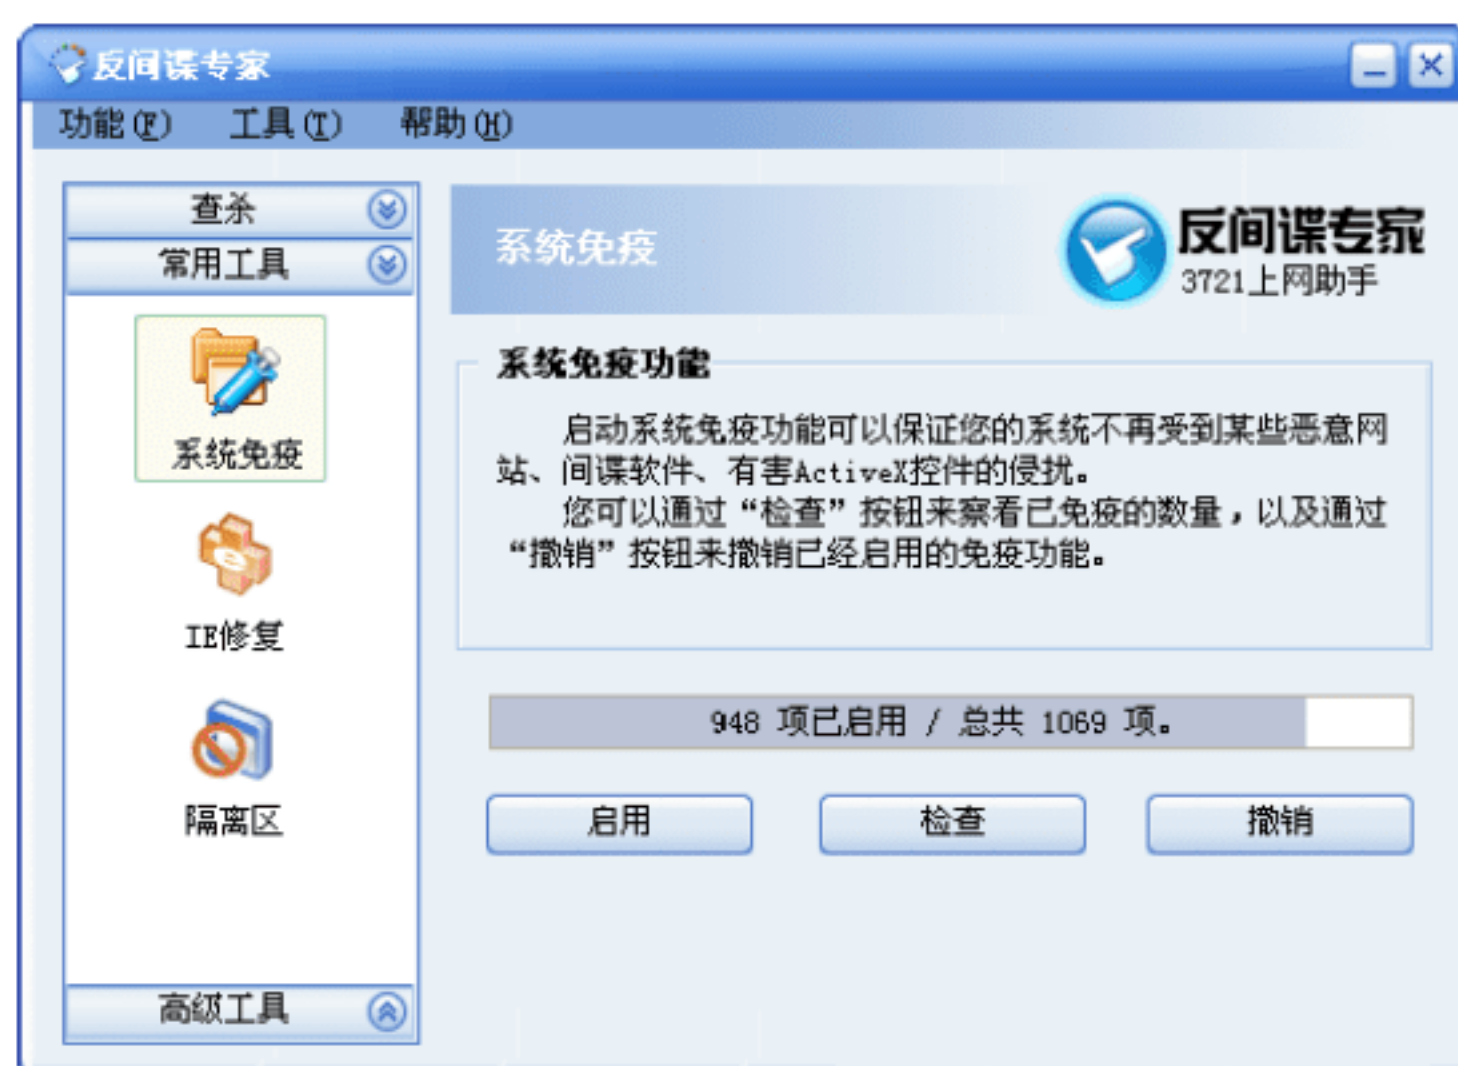 反间谍专家
功能(F) 工具(T) 帮助(H)
查杀
常用工具
系统免疫
IE修复
隔离区
高级工具
系统免疫
反间谍专家
3721上网助手
系统免疫功能
启动系统免疫功能可以保证您的系统不再受到某些恶意网
站、间谍软件、有害ActiveX控件的侵扰。
您可以通过“检查”按钮来察看已免疫的数量，以及通过
“撤销”按钮来撤销已经启用的免疫功能。
948 项已启用 / 总共 1069 项。
启用 检查 撤销